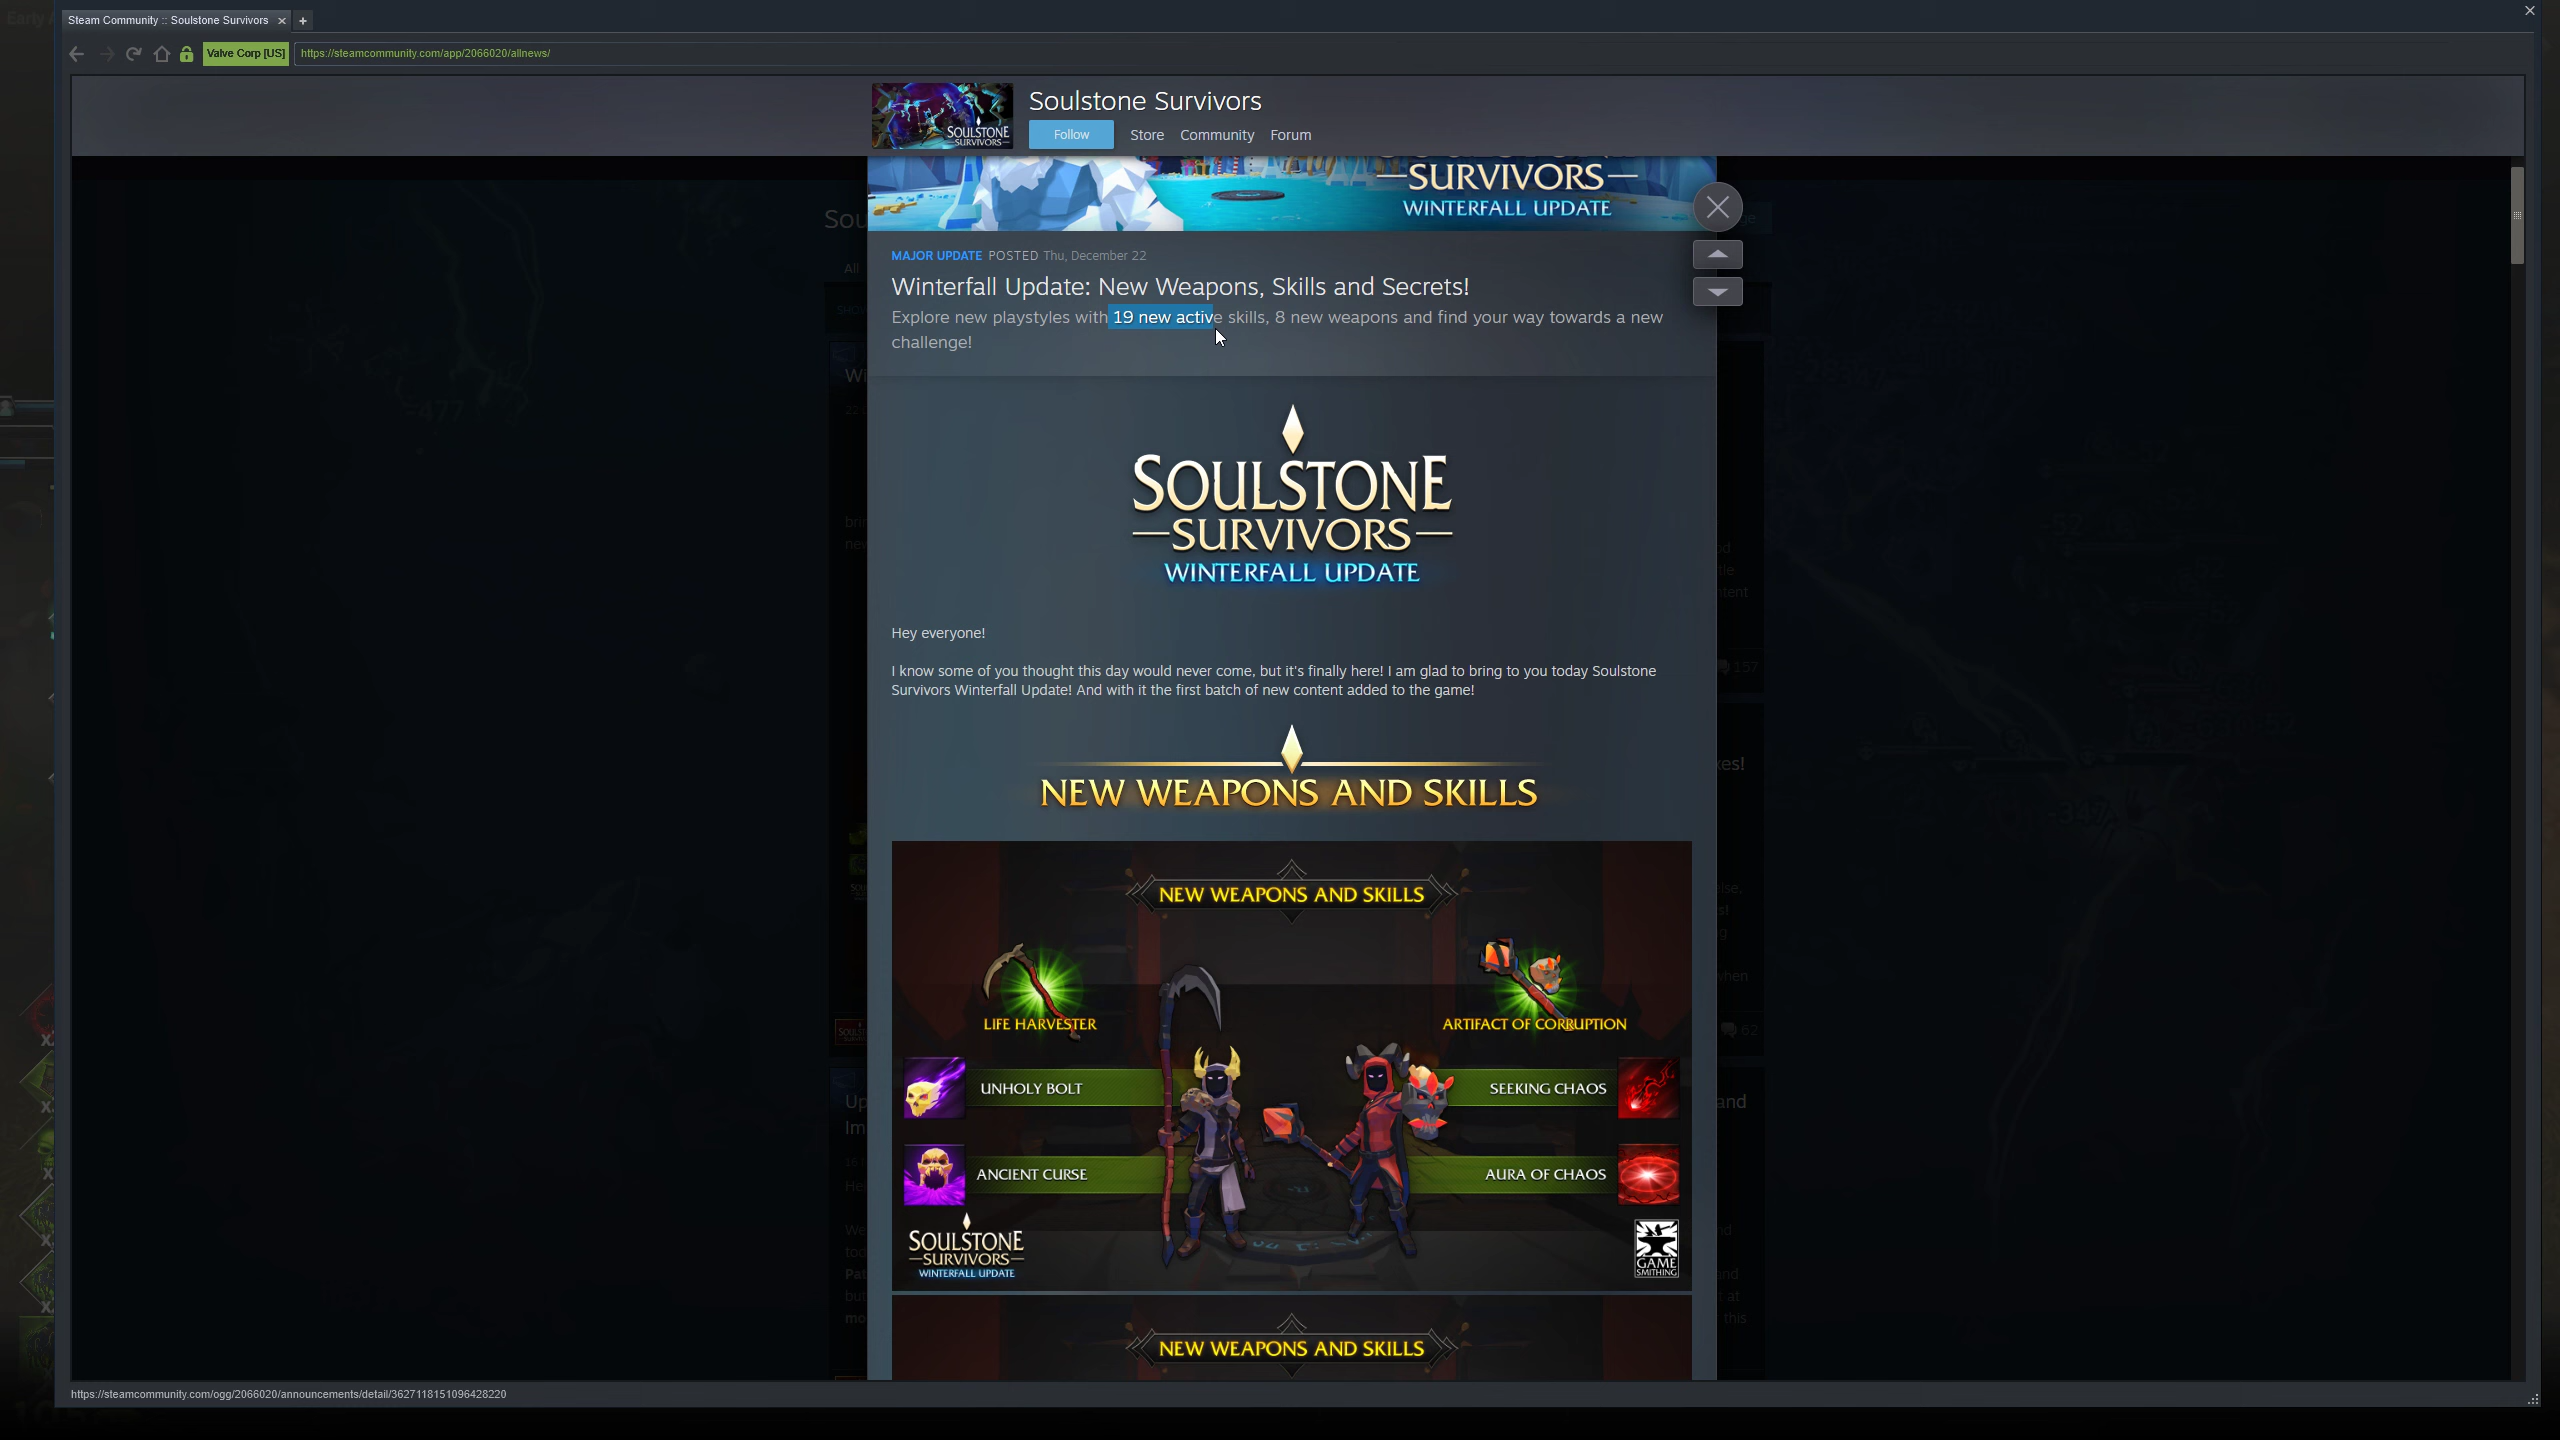 Steam Community :: Soulstone Survivors
Valve Corp [US]
https://steamcommunity.com/app/2066020/allnews/
SOULSTONE
SURVIVORS
Soulstone Survivors
Follow
Store
Community
Forum
SURVIVORS
WINTERFALL UPDATE
Sou
All
MAJOR UPDATE POSTED Thu, December 22
Winterfall Update: New Weapons, Skills and Secrets!
Explore new playstyles with 19 new active skills, 8 new weapons and find your way towards a new
challenge!
Wi
SOULSTONE
SURVIVORS
WINTERFALL UPDATE
Hey everyone!
I know some of you thought this day would never come, but it's finally here! I am glad to bring to you today Soulstone
Survivors Winterfall Update! And with it the first batch of new content added to the game!
157
NEW WEAPONS AND SKILLS
NEW WEAPONS AND SKILLS
LIFE HARVESTER
ARTIFACT OF CORRUPTION
62
UNHOLY BOLT
SEEKING CHAOS
ANCIENT CURSE
AURA OF CHAOS
SOULSTONE
SURVIVORS
WINTERFALL UPDATE
GAME
SMITHING
NEW WEAPONS AND SKILLS
https://steamcommunity.com/ogg/2066020/announcements/detail/3627118151096428220